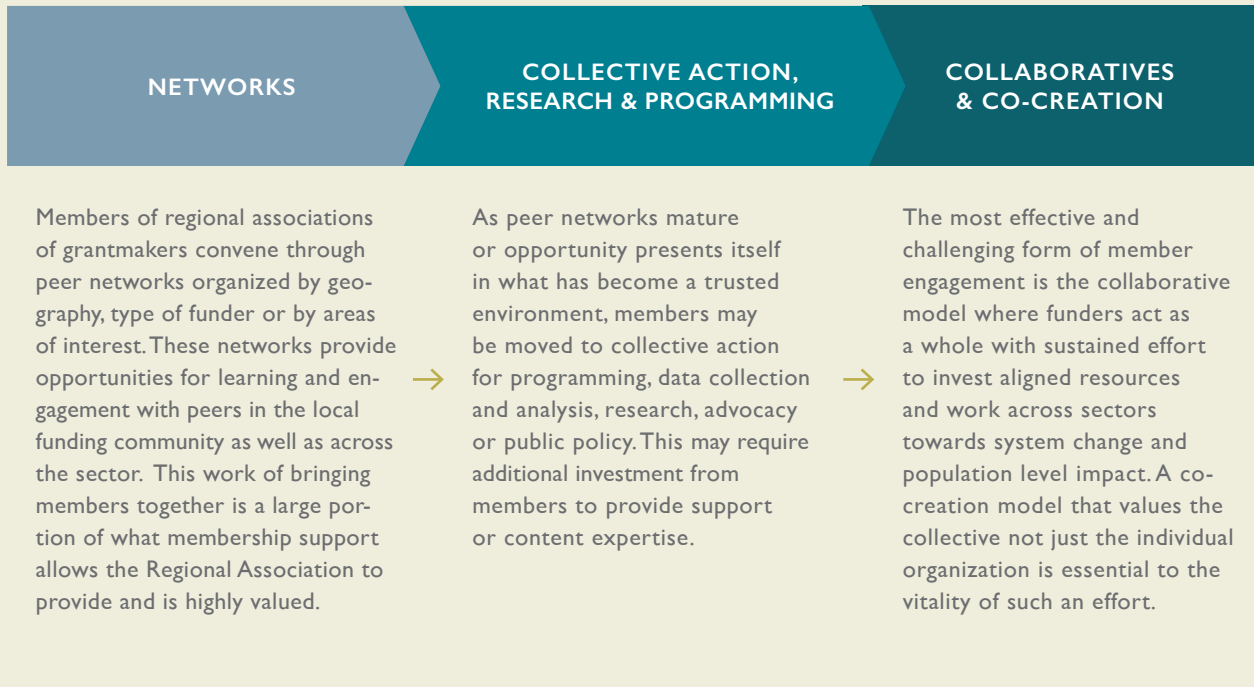 NETWORKS
COLLECTIVE ACTION,
RESEARCH & PROGRAMMING
COLLABORATIVES
& CO-CREATION
Members of regional associations
of grantmakers convene through
peer networks organized by geo-
graphy, type of funder or by areas
of interest. These networks provide
opportunities for learning and en-
gagement with peers in the local
funding community as well as across
the sector.  This work of bringing
members together is a large por-
tion of what membership support
allows the Regional Association to
provide and is highly valued.
As peer networks mature
or opportunity presents itself
in what has become a trusted
environment, members may
be moved to collective action
for programming, data collection
and analysis, research, advocacy
or public policy. This may require
additional investment from
members to provide support
or content expertise.
The most effective and
challenging form of member
engagement is the collaborative
model where funders act as
a whole with sustained effort
to invest aligned resources
and work across sectors
towards system change and
population level impact. A co-
creation model that values the
collective not just the individual
organization is essential to the
vitality of such an effort.